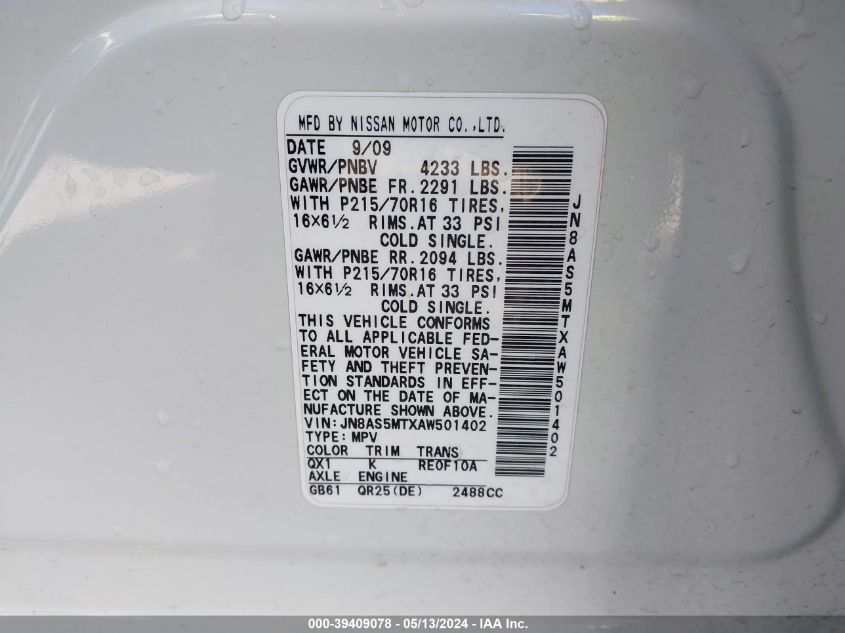 MFD BY NISSAN MOTOR CO.,LTD.
DATE 9/09
GVWR/PNBV 4233 LBS.
GAWR/PNBE FR. 2291 LBS.
WITH P215/70R16 TIRES,
16×6½ RIMS. AT 33 PSI
COLD SINGLE.
GAWR/PNBE RR. 2094 LBS.
WITH P215/70R16 TIRES,
16×6½ RIMS. AT 33 PSI
COLD SINGLE.
THIS VEHICLE CONFORMS
TO ALL APPLICABLE FED-
ERAL MOTOR VEHICLE SA-
FETY AND THEFT PREVEN-
TION STANDARDS IN EFF-
ECT ON THE DATE OF MA-
NUFACTURE SHOWN ABOVE.
VIN: JN8AS5MTXAW501402
TYPE: MPV
COLOR TRIM TRANS
QX1 K RE0F10A
AXLE ENGINE
GB61 QR25(DE) 2488CC
JN8AS5MTXAW501402
000-39409078 - 05/13/2024 - IAA Inc.